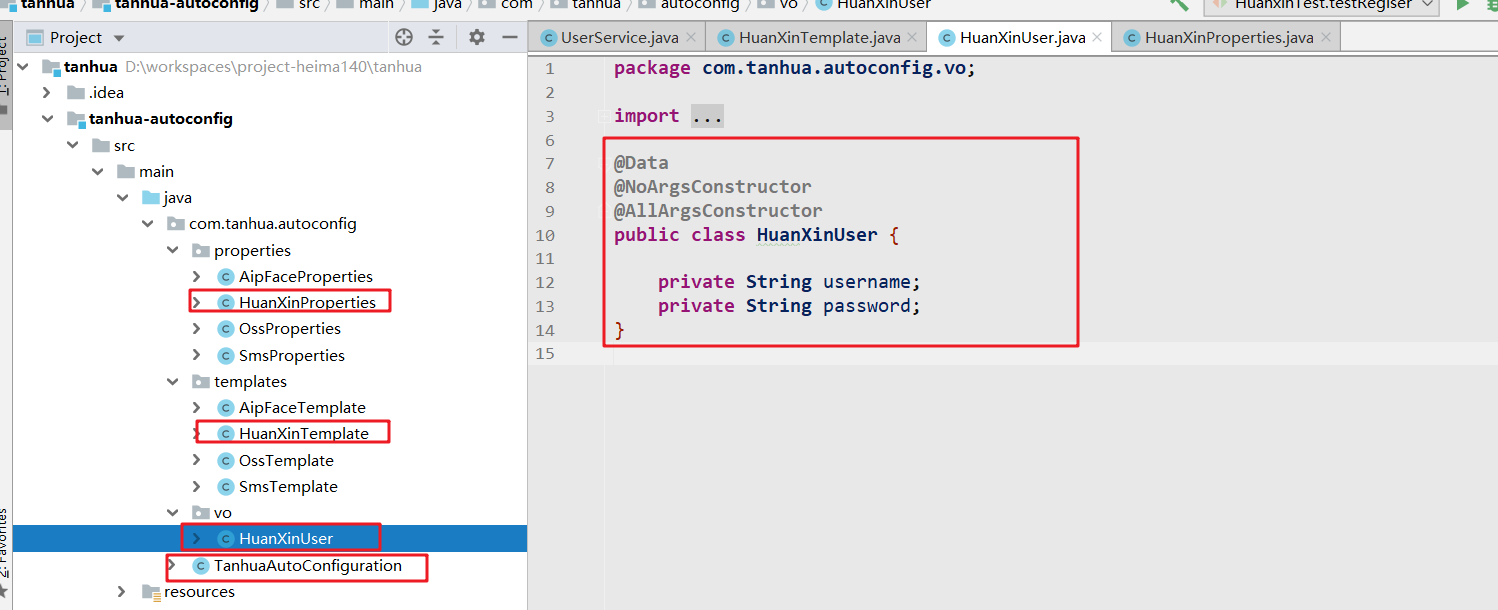 tanhua tanhua-autoconfig src main java com tanhua autoconfig vo HuanXinUser HuanxinTest.testRegiser
Project
UserService.java HuanXinTemplate.java HuanXinUser.java HuanXinProperties.java
1: Project
tanhua D:\workspaces\project-heima140\tanhua
.idea
tanhua-autoconfig
src
main
java
com.tanhua.autoconfig
properties
AipFaceProperties
HuanXinProperties
OssProperties
SmsProperties
templates
AipFaceTemplate
HuanXinTemplate
OssTemplate
SmsTemplate
vo
HuanXinUser
TanhuaAutoConfiguration
resources
2: Favorites
1 package com.tanhua.autoconfig.vo;
2
3 import ...
6
7 @Data
8 @NoArgsConstructor
9 @AllArgsConstructor
10 public class HuanXinUser {
11
12 private String username;
13 private String password;
14 }
15